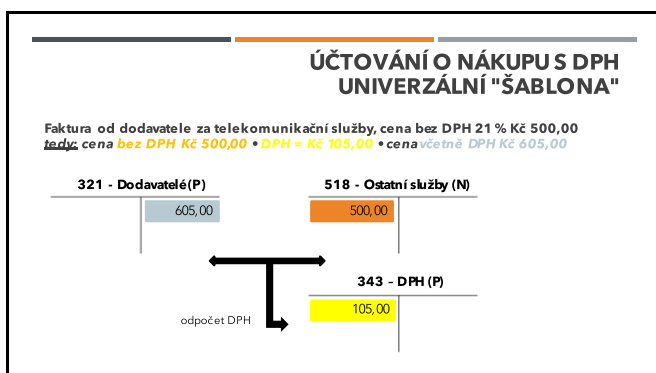 ÚČTOVÁNÍ O NÁKUPU S DPH
UNIVERZÁLNÍ "ŠABLONA"
Faktura od dodavatele za telekomunikační služby, cena bez DPH 21 % Kč 500,00
tedy: cena bez DPH Kč 500,00 • DPH = Kč 105,00 • cena včetně DPH Kč 605,00
321 - Dodavatelé (P)
518 - Ostatní služby (N)
605,00
500,00
343 – DPH (P)
105,00
odpočet DPH